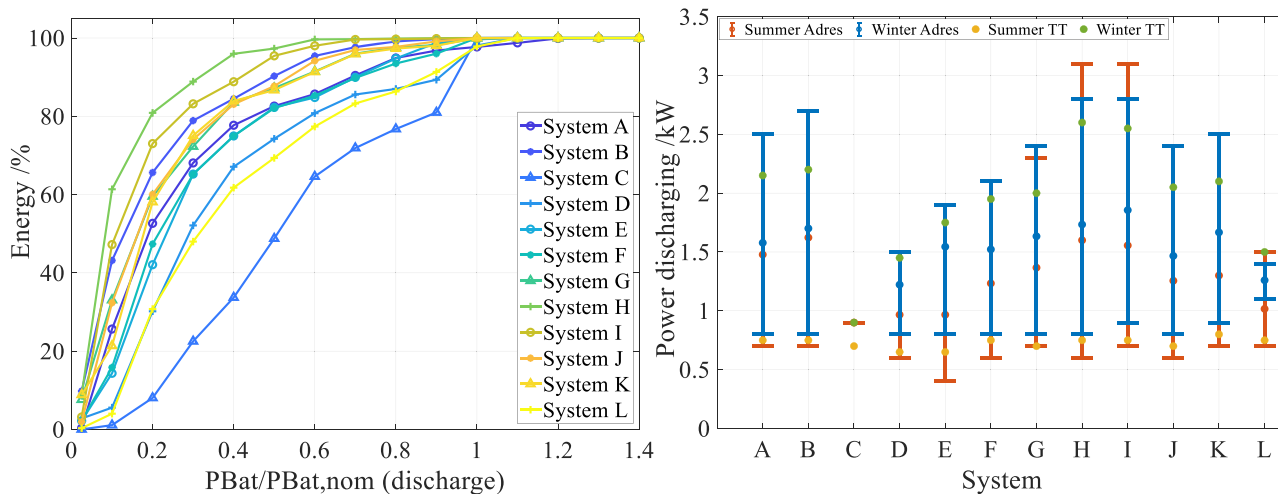 100
80
60
40
20
0
Energy /%
0
0.2
0.4
0.6
0.8
1
1.2
1.4
PBat/PBat,nom (discharge)
System A
System B
System C
System D
System E
System F
System G
System H
System I
System J
System K
System L
3.5
3
2.5
2
1.5
1
0.5
0
Power discharging /kW
Summer Adres Winter Adres Summer TT Winter TT
A B C D E F G H I J K L
System